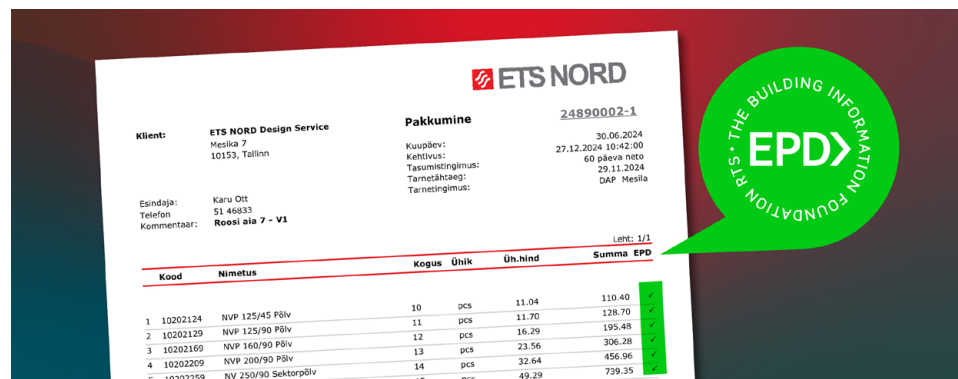 ETS NORD
Klient: ETS NORD Design Service
Mesika 7
10153, Tallinn
Pakkumine 24890002-1
Kuupäev: 30.06.2024
Kehtivus: 27.12.2024 10:42:00
Tasumistingimus: 60 päeva neto
Tarnetähtaeg: 29.11.2024
Tarnetingimus: DAP Mesila
Esindaja: Karu Ott
Telefon 51 46833
Kommentaar: Roosi aia 7 - V1
Leht: 1/1
Kood Nimetus Kogus Ühik Üh.hind Summa EPD
1 10202124 NVP 125/45 Põlv 10 pcs 11.04 110.40 ✓
2 10202129 NVP 125/90 Põlv 11 pcs 11.70 128.70 ✓
3 10202169 NVP 160/90 Põlv 12 pcs 16.29 195.48 ✓
4 10202209 NVP 200/90 Põlv 13 pcs 23.56 306.28 ✓
5 10202259 NV 250/90 Sektorpõlv 14 pcs 32.64 456.96 ✓
pcs 49.29 739.35 ✓
THE BUILDING INFORMATION FOUNDATION RTS •
EPD